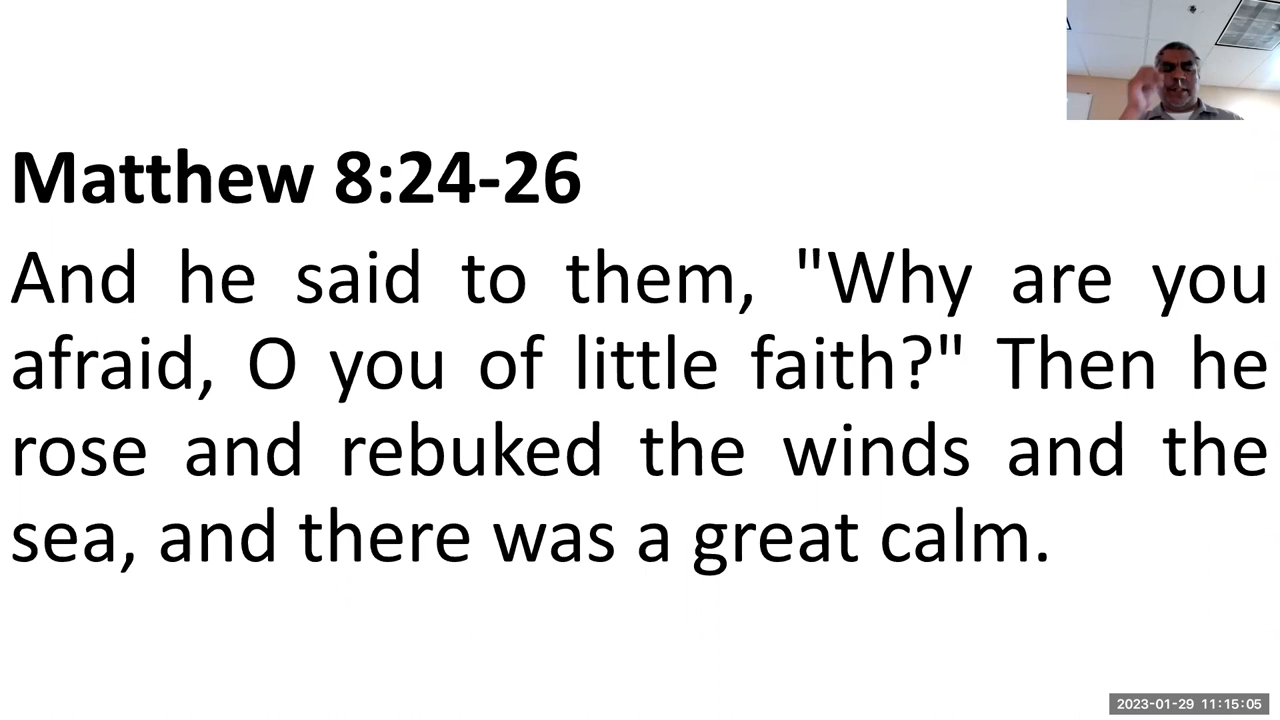 Matthew 8:24-26
And he said to them, "Why are you
afraid, O you of little faith?" Then he
rose and rebuked the winds and the
sea, and there was a great calm.
2023-01-29 11:15:05